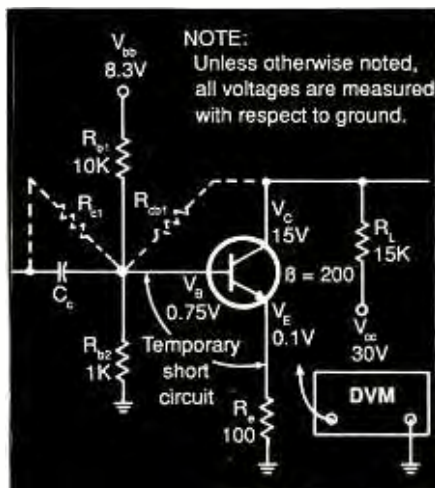 V_bb
8.3V
NOTE:
Unless otherwise noted,
all voltages are measured
with respect to ground.
R_b1
10K
R_c1
R_cb1
V_C
15V
R_L
15K
C_c
V_B
0.75V
ß = 200
V_E
0.1V
V_cc
30V
R_b2
1K
Temporary
short
circuit
R_e
100
DVM